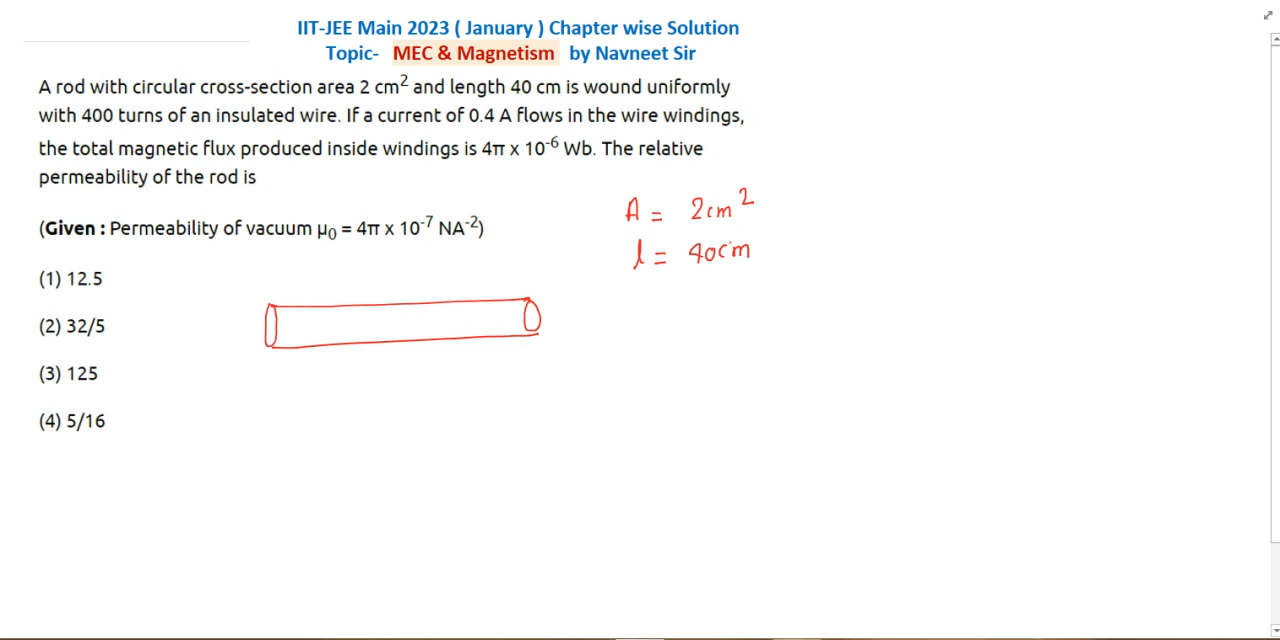 IIT-JEE Main 2023 ( January ) Chapter wise Solution
Topic- MEC & Magnetism by Navneet Sir
A rod with circular cross-section area 2 cm² and length 40 cm is wound uniformly
with 400 turns of an insulated wire. If a current of 0.4 A flows in the wire windings,
the total magnetic flux produced inside windings is 4π x 10⁻⁶ Wb. The relative
permeability of the rod is
(Given : Permeability of vacuum μ₀ = 4π x 10⁻⁷ NA⁻²)
A = 2cm²
l = 40cm
(1) 12.5
(2) 32/5
(3) 125
(4) 5/16